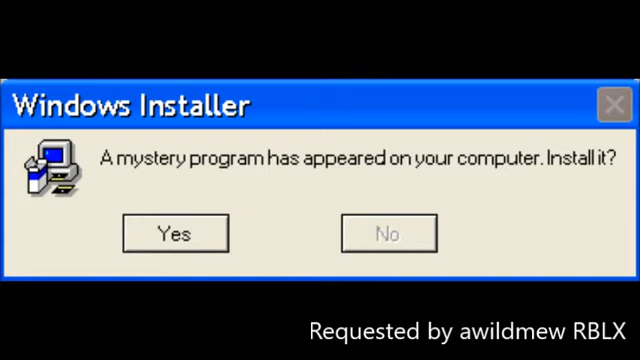 Windows Installer
A mystery program has appeared on your computer. Install it?
Yes
No
Requested by awildmew RBLX